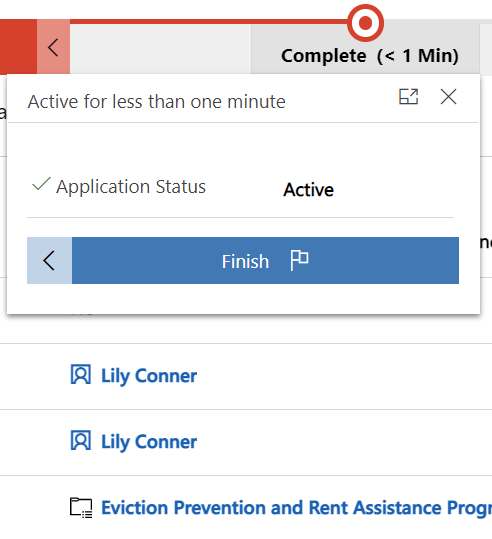 Complete (< 1 Min)
Active for less than one minute
Application Status
Active
Finish
Lily Conner
Lily Conner
Eviction Prevention and Rent Assistance